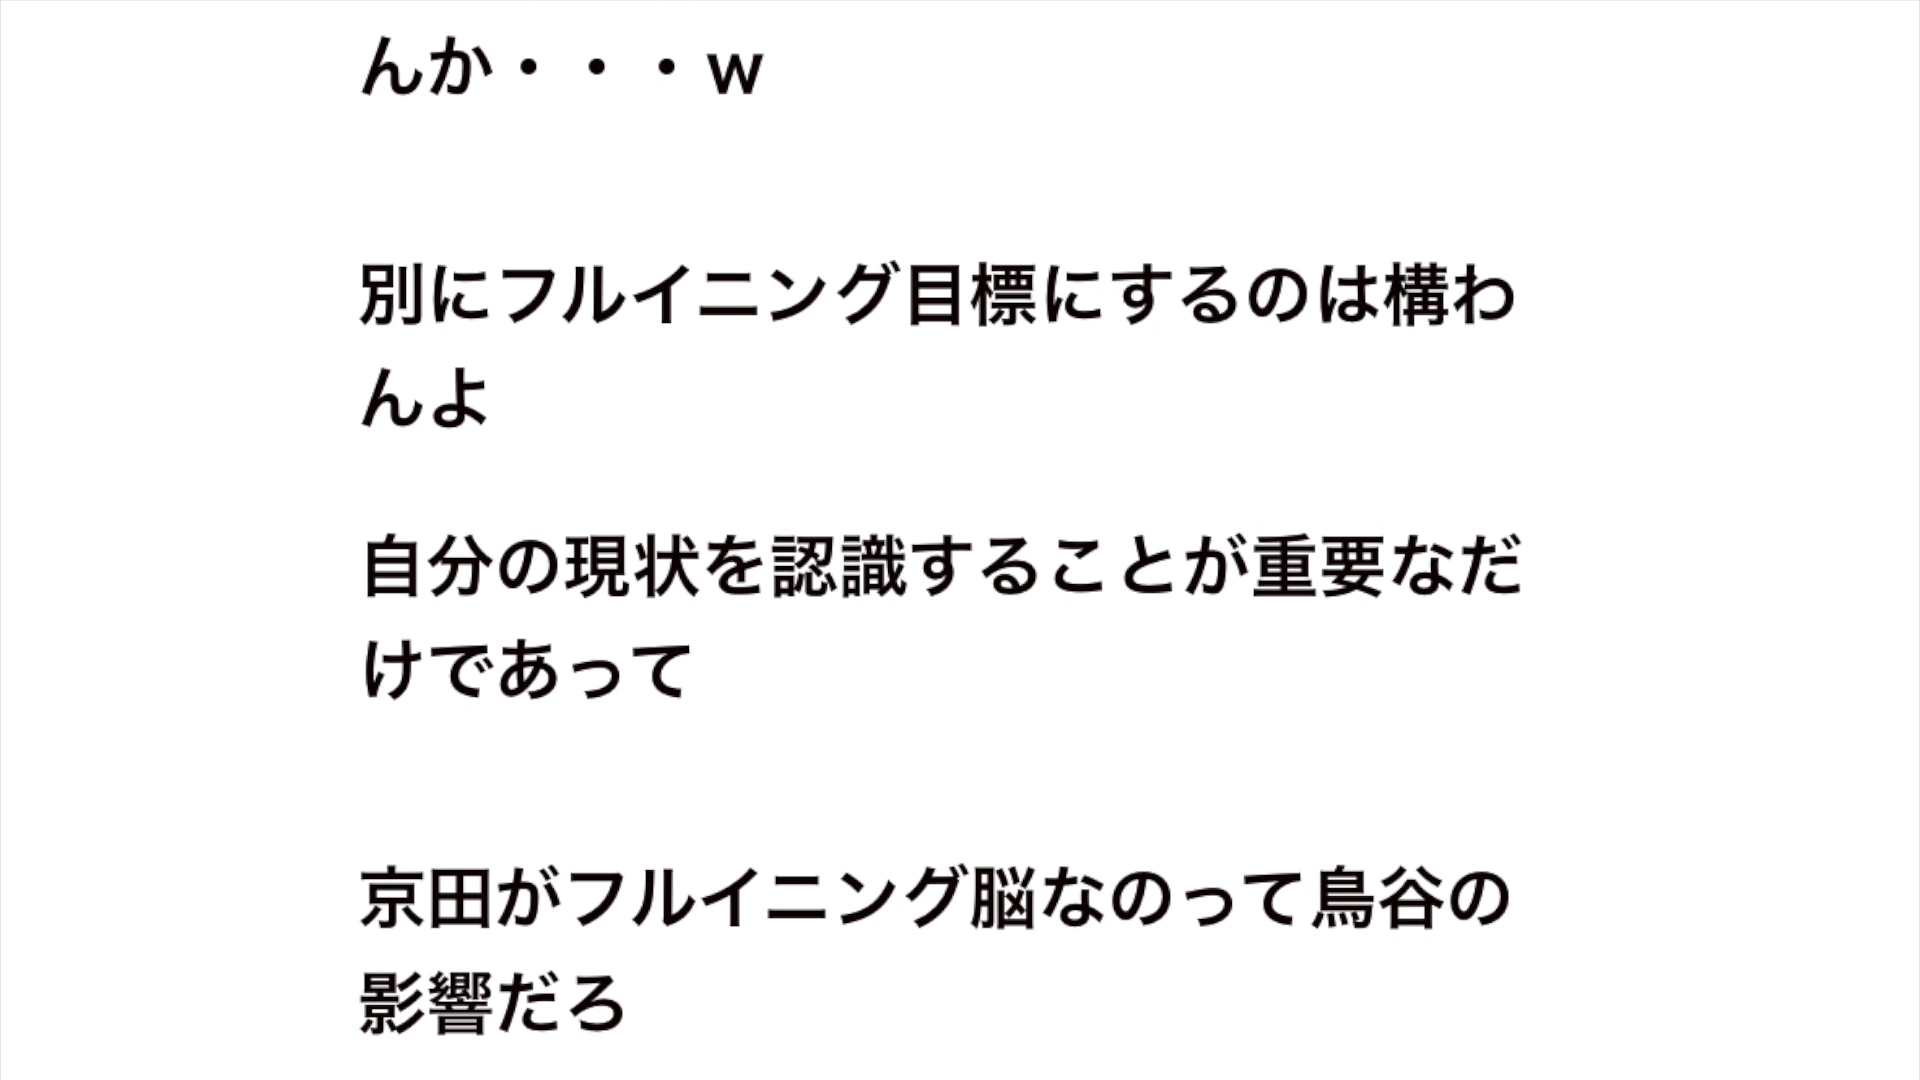 んか・・・w
別にフルイニング目標にするのは構わ
んよ
自分の現状を認識することが重要なだ
けであって
京田がフルイニング脳なのって鳥谷の
影響だろ